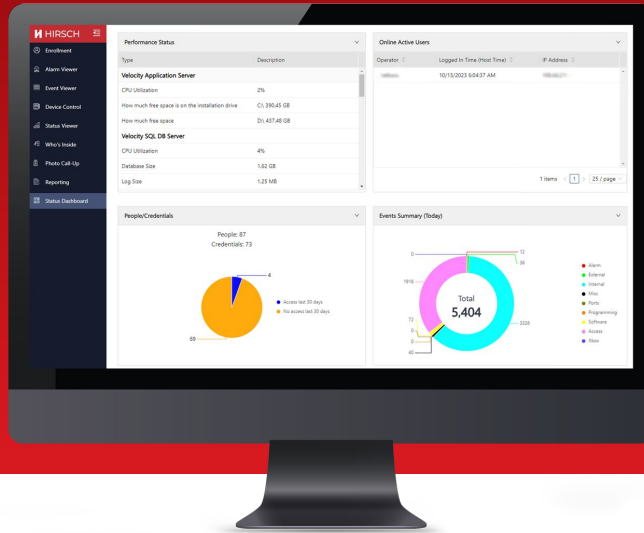 HIRSCH
Enrollment
Alarm Viewer
Event Viewer
Device Control
Status Viewer
Who's Inside
Photo Call-Up
Reporting
Status Dashboard
Performance Status
Type Description
Velocity Application Server
CPU Utilization 2%
How much free space is on the installation drive C:\ 390.45 GB
How much free space D:\ 437.48 GB
Velocity SQL DB Server
CPU Utilization 4%
Database Size 1.62 GB
Log Size 1.25 MB
Online Active Users
Operator Logged In Time (Host Time) IP Address
10/13/2023 6:04:37 AM
1 items < 1 > 25 / page
People/Credentials
People: 87
Credentials: 73
4
69
Access last 30 days
No access last 30 days
Events Summary (Today)
0
12
36
1918
Total
5,404
3326
72
0
0
40
Alarm
External
Internal
Misc
Ports
Programming
Software
Access
Xbox